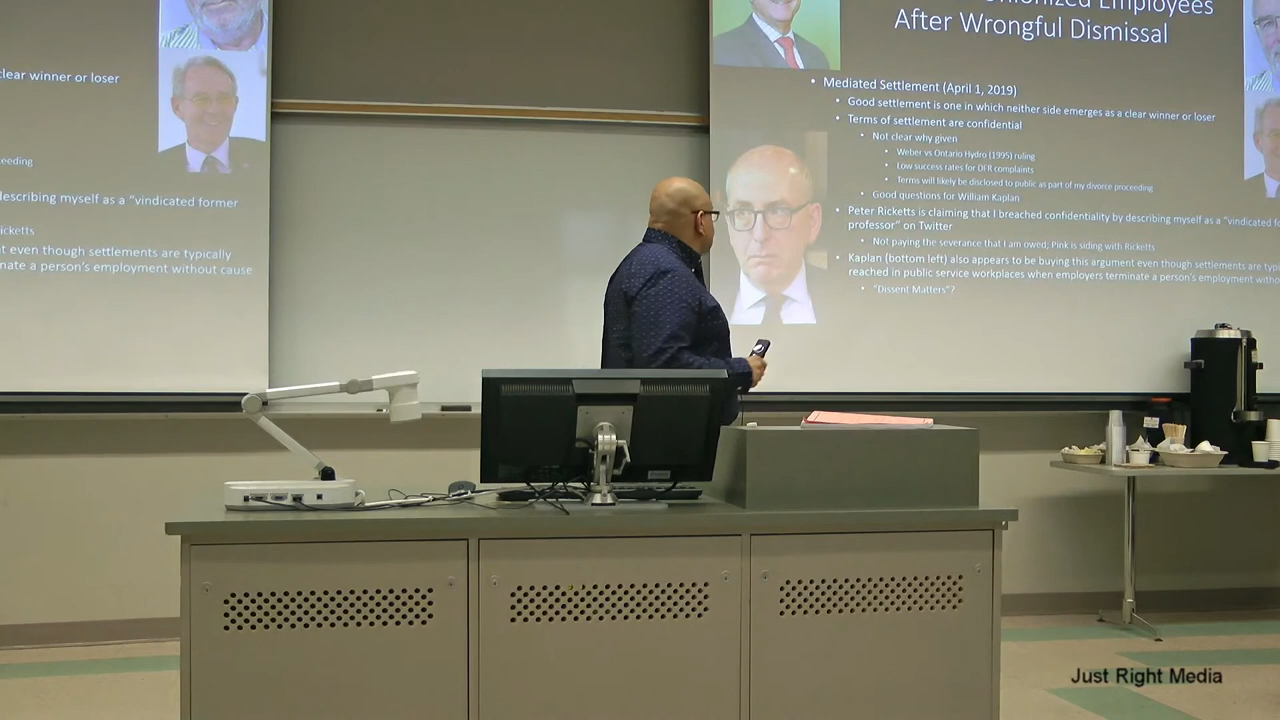 clear winner or loser
eeding
describing myself as a “vindicated former
Ricketts
t even though settlements are typically
nate a person's employment without cause
onized Employees
After Wrongful Dismissal
• Mediated Settlement (April 1, 2019)
• Good settlement is one in which neither side emerges as a clear winner or loser
• Terms of settlement are confidential
• Not clear why given
• Weber vs Ontario Hydro (1995) ruling
• Low success rates for DFR complaints
• Terms will likely be disclosed to public as part of my divorce proceeding
• Good questions for William Kaplan
• Peter Ricketts is claiming that I breached confidentiality by describing myself as a “vindicated fo
professor” on Twitter
• Not paying the severance that I am owed; Pink is siding with Ricketts
• Kaplan (bottom left) also appears to be buying this argument even though settlements are typi
reached in public service workplaces when employers terminate a person's employment witho
• “Dissent Matters”?
Just Right Media